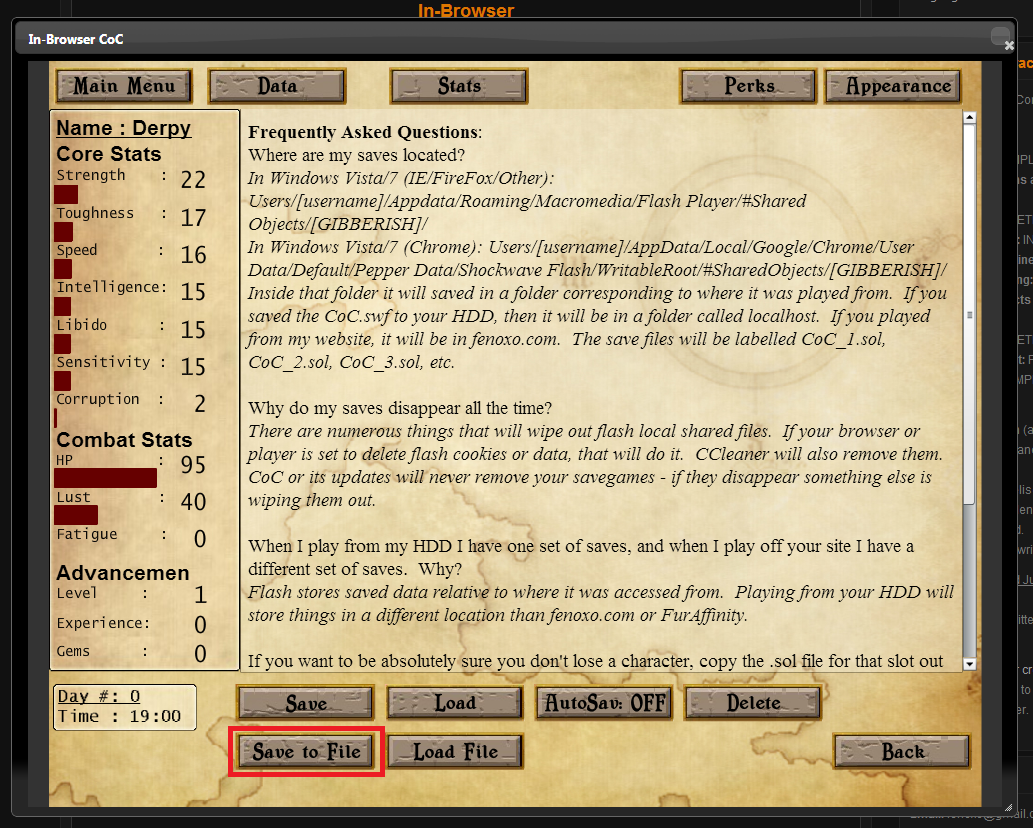 In-Browser
In-Browser CoC
Main Menu
Data
Stats
Perks
Appearance
Name : Derpy
Core Stats
Strength : 22
Toughness : 17
Speed : 16
Intelligence: 15
Libido : 15
Sensitivity : 15
Corruption : 2
Combat Stats
HP : 95
Lust : 40
Fatigue : 0
Advancemen
Level : 1
Experience: 0
Gems : 0
Day #: 0
Time : 19:00
Frequently Asked Questions:
Where are my saves located?
In Windows Vista/7 (IE/FireFox/Other):
Users/[username]/Appdata/Roaming/Macromedia/Flash Player/#Shared
Objects/[GIBBERISH]/
In Windows Vista/7 (Chrome): Users/[username]/AppData/Local/Google/Chrome/User
Data/Default/Pepper Data/Shockwave Flash/WritableRoot/#SharedObjects/[GIBBERISH]/
Inside that folder it will saved in a folder corresponding to where it was played from. If you
saved the CoC.swf to your HDD, then it will be in a folder called localhost. If you played
from my website, it will be in fenoxo.com. The save files will be labelled CoC_1.sol,
CoC_2.sol, CoC_3.sol, etc.
Why do my saves disappear all the time?
There are numerous things that will wipe out flash local shared files. If your browser or
player is set to delete flash cookies or data, that will do it. CCleaner will also remove them.
CoC or its updates will never remove your savegames - if they disappear something else is
wiping them out.
When I play from my HDD I have one set of saves, and when I play off your site I have a
different set of saves. Why?
Flash stores saved data relative to where it was accessed from. Playing from your HDD will
store things in a different location than fenoxo.com or FurAffinity.
If you want to be absolutely sure you don't lose a character, copy the .sol file for that slot out
Save
Load
AutoSav: OFF
Delete
Save to File
Load File
Back